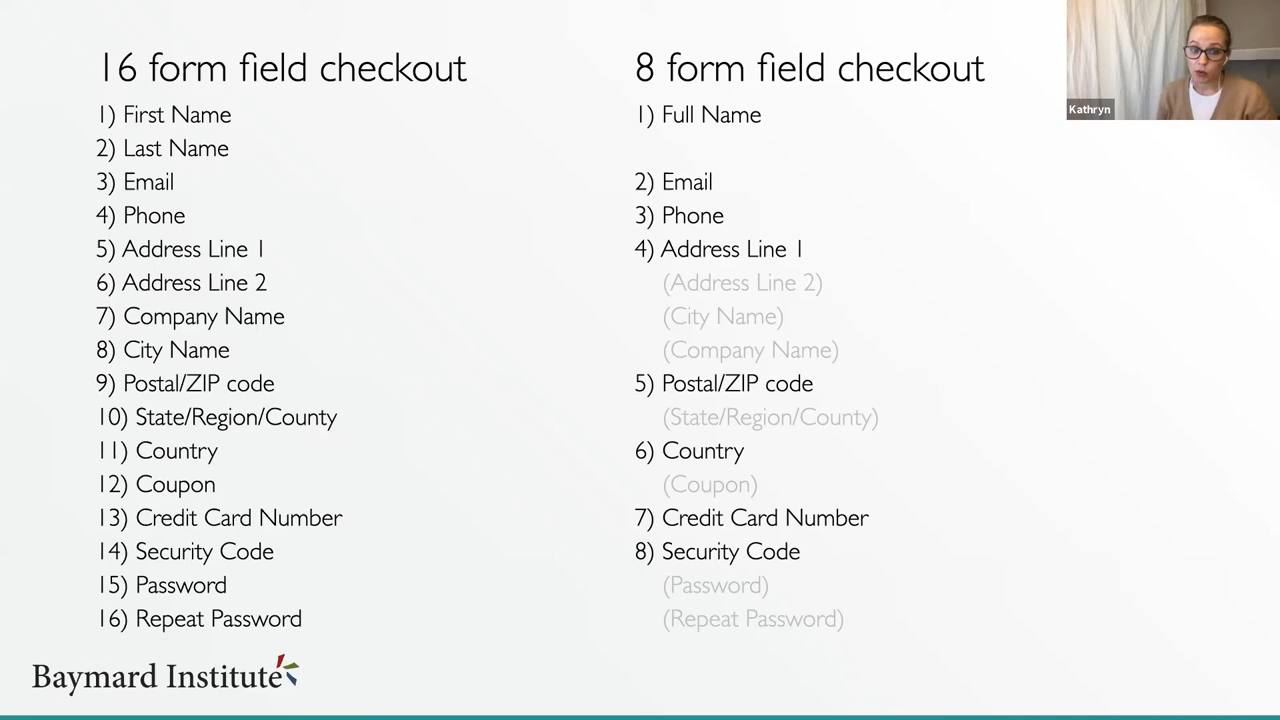 16 form field checkout
1) First Name
2) Last Name
3) Email
4) Phone
5) Address Line 1
6) Address Line 2
7) Company Name
8) City Name
9) Postal/ZIP code
10) State/Region/County
11) Country
12) Coupon
13) Credit Card Number
14) Security Code
15) Password
16) Repeat Password
8 form field checkout
1) Full Name
2) Email
3) Phone
4) Address Line 1
(Address Line 2)
(City Name)
(Company Name)
5) Postal/ZIP code
(State/Region/County)
6) Country
(Coupon)
7) Credit Card Number
8) Security Code
(Password)
(Repeat Password)
Kathryn
Baymard Institute